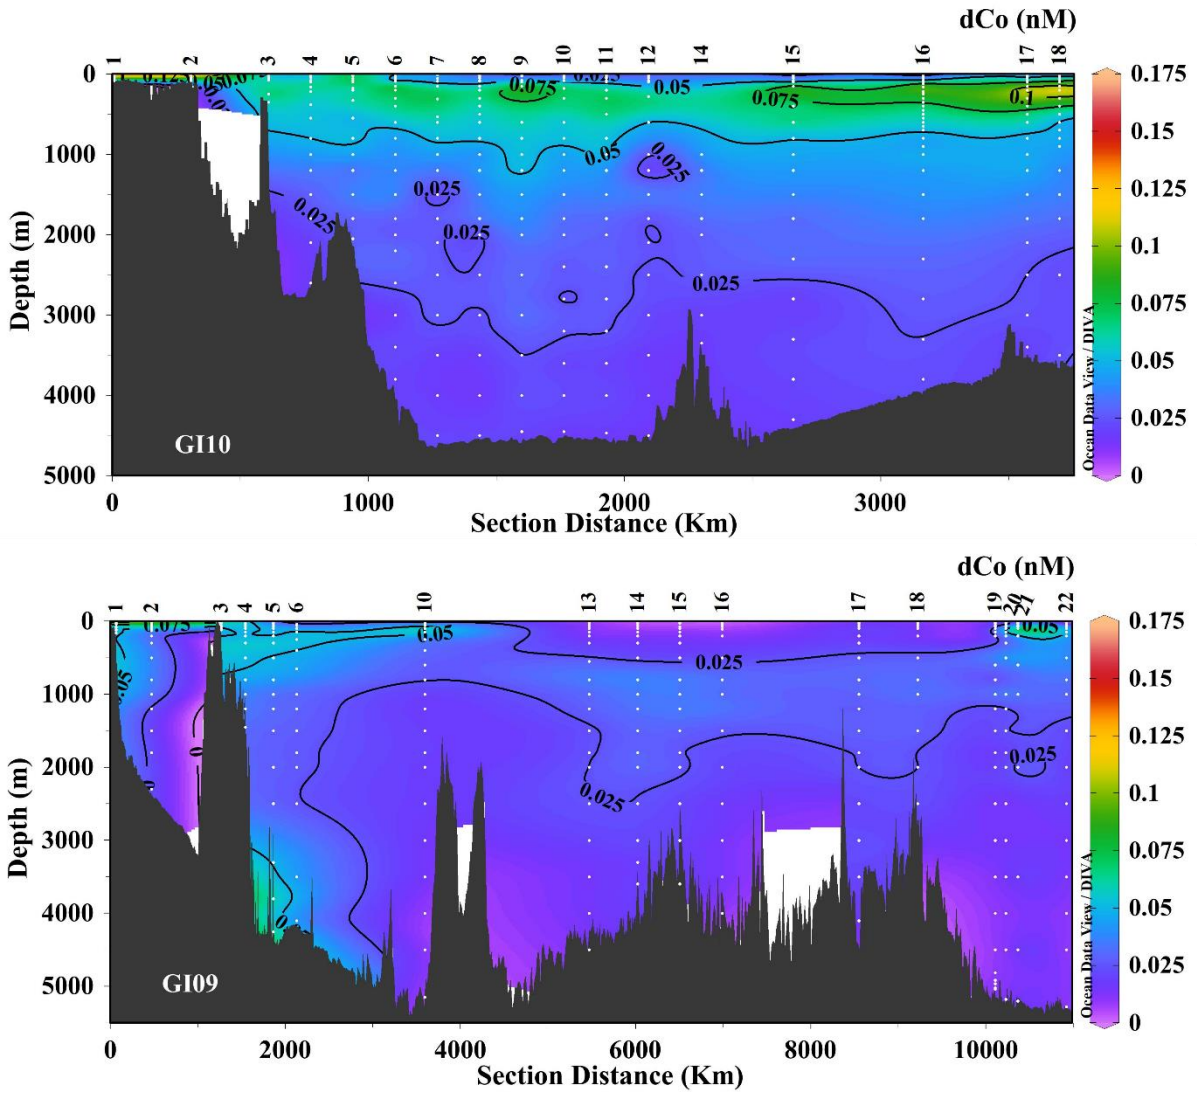 dCo (nM)
1 2 3 4 5 6 7 8 9 10 11 12 14 15 16 17 18
0 1000 2000 3000 4000 5000
Depth (m)
0.075 0.05 0.075 0.1
0.05 0.025 0.025 0.025 0.025 0.025
GI10
0 1000 2000 3000
Section Distance (Km)
0.175
0.15
0.125
0.1
0.075
0.05
0.025
0
Ocean Data View / DIVA
dCo (nM)
1 2 3 4 5 6 10 13 14 15 16 17 18 19 20 21 22
0 1000 2000 3000 4000 5000
Depth (m)
0.075 0.05 0.025 0.05
0 0.025 0.025
GI09
0 2000 4000 6000 8000 10000
Section Distance (Km)
0.175
0.15
0.125
0.1
0.075
0.05
0.025
0
Ocean Data View / DIVA